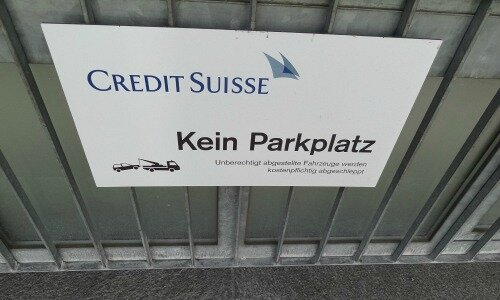 CREDIT SUISSE
Kein Parkplatz
Unberechtigt abgestellte Fahrzeuge werden
kostenpflichtig abgeschleppt